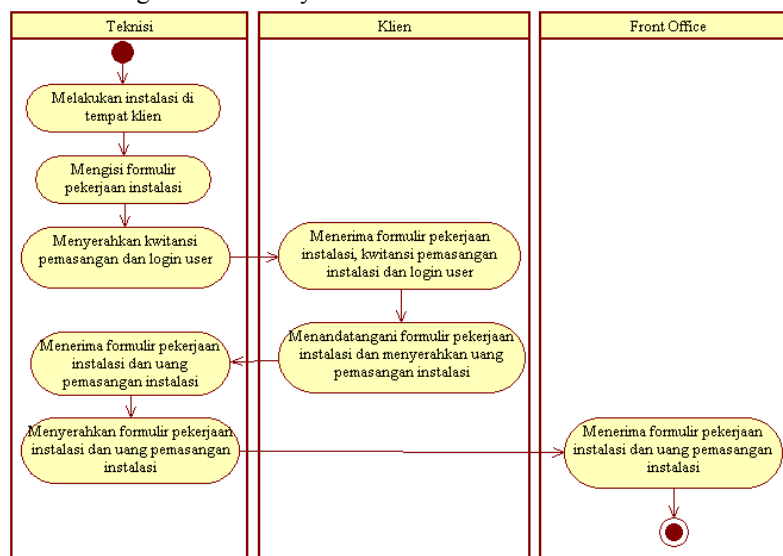 Teknisi
Klien
Front Office
Melakukan instalasi di
tempat klien
Mengisi formulir
pekerjaan instalasi
Menyerahkan kwitansi
pemasangan dan login user
Menerima formulir pekerjaan
instalasi, kwitansi pemasangan
instalasi dan login user
Menandatangani formulir pekerjaan
instalasi dan menyerahkan uang
pemasangan instalasi
Menerima formulir pekerjaan
instalasi dan uang
pemasangan instalasi
Menyerahkan formulir pekerjaan
instalasi dan uang pemasangan
instalasi
Menerima formulir pekerjaan
instalasi dan uang pemasangan
instalasi